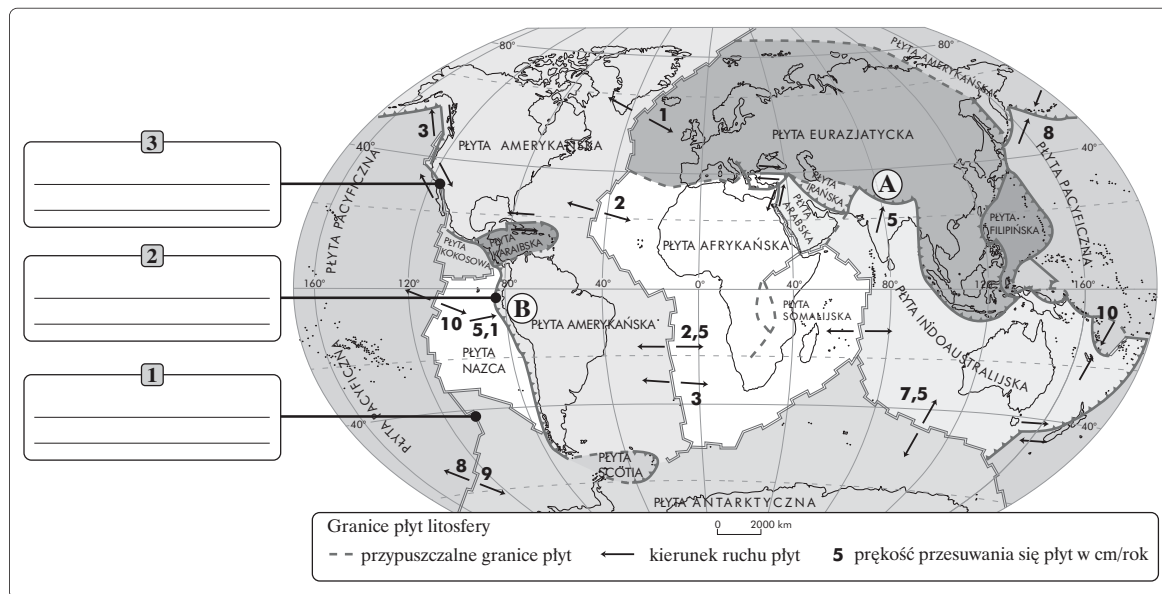 80°
80°
PŁYTA AMERYKAŃSKA
3
1
8
PŁYTA EURAZJATYCKA
3
PŁYTA AMERYKAŃSKA
40°
40°
PŁYTA IRAŃSKA
A
PŁYTA PACYFICZNA
PŁYTA PACYFICZNA
PŁYTA ARABSKA
2
5
PŁYTA FILIPIŃSKA
PŁYTA AFRYKAŃSKA
PŁYTA KOKOSOWA
PŁYTA KARAIBSKA
2
160°
120°
80°
40°
0°
40°
80°
120°
160°
B
PŁYTA SOMALIJSKA
10
5,1
PŁYTA AMERYKAŃSKA
2,5
PŁYTA INDOAUSTRALIJSKA
10
PŁYTA NAZCA
1
3
7,5
PŁYTA PACYFICZNA
40°
40°
8
9
PŁYTA SCOTIA
PŁYTA ANTARKTYCZNA
Granice płyt litosfery
0 2000 km
przypuszczalne granice płyt
kierunek ruchu płyt
5 prękość przesuwania się płyt w cm/rok